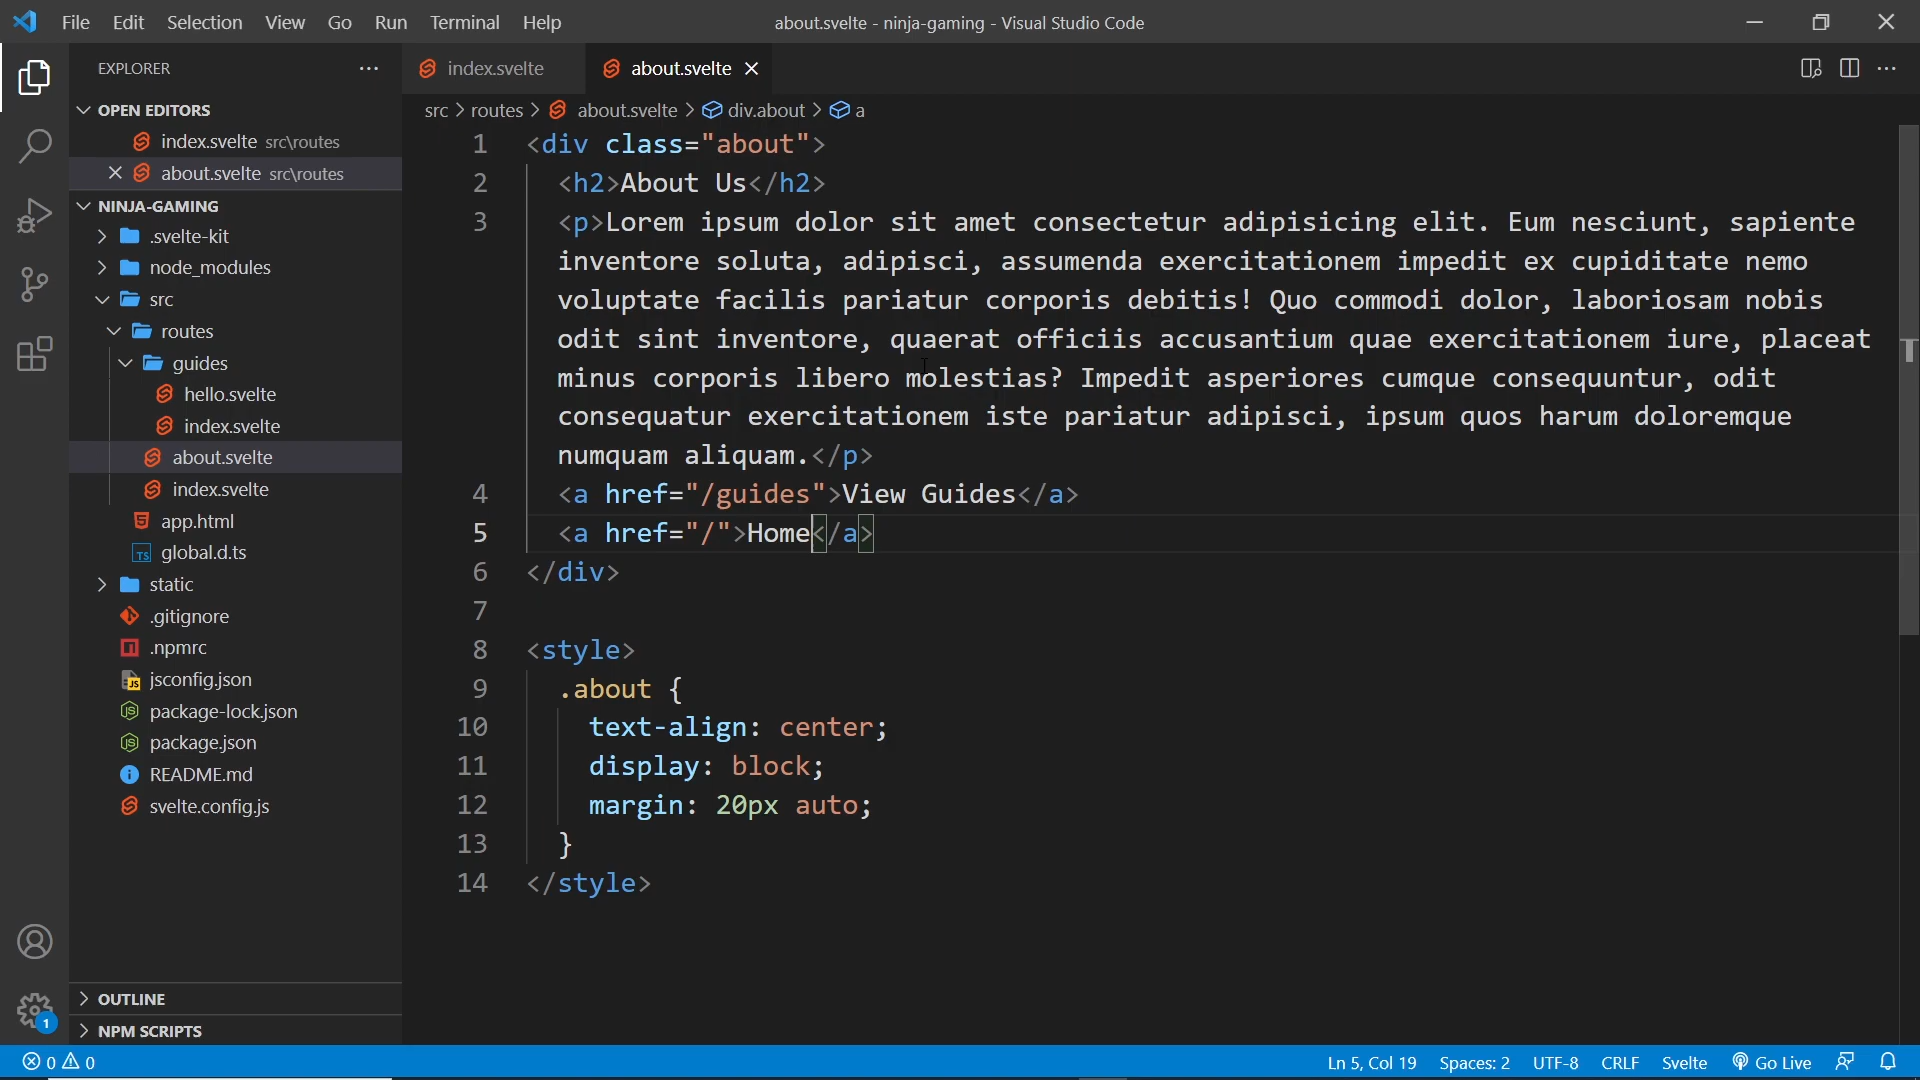 File Edit Selection View Go Run Terminal Help
about.svelte - ninja-gaming - Visual Studio Code
EXPLORER
index.svelte
about.svelte
OPEN EDITORS
index.svelte src\routes
about.svelte src\routes
NINJA-GAMING
.svelte-kit
node_modules
src
routes
guides
hello.svelte
index.svelte
about.svelte
index.svelte
app.html
TS global.d.ts
static
.gitignore
.npmrc
JS jsconfig.json
JS package-lock.json
JS package.json
README.md
svelte.config.js
OUTLINE
NPM SCRIPTS
1
src > routes > about.svelte > div.about > a
1 <div class="about">
2 <h2>About Us</h2>
3 <p>Lorem ipsum dolor sit amet consectetur adipisicing elit. Eum nesciunt, sapiente
inventore soluta, adipisci, assumenda exercitationem impedit ex cupiditate nemo
voluptate facilis pariatur corporis debitis! Quo commodi dolor, laboriosam nobis
odit sint inventore, quaerat officiis accusantium quae exercitationem iure, placeat
minus corporis libero molestias? Impedit asperiores cumque consequuntur, odit
consequatur exercitationem iste pariatur adipisci, ipsum quos harum doloremque
numquam aliquam.</p>
4 <a href="/guides">View Guides</a>
5 <a href="/">Home</a>
6 </div>
7
8 <style>
9 .about {
10 text-align: center;
11 display: block;
12 margin: 20px auto;
13 }
14 </style>
0 0
Ln 5, Col 19 Spaces: 2 UTF-8 CRLF Svelte Go Live